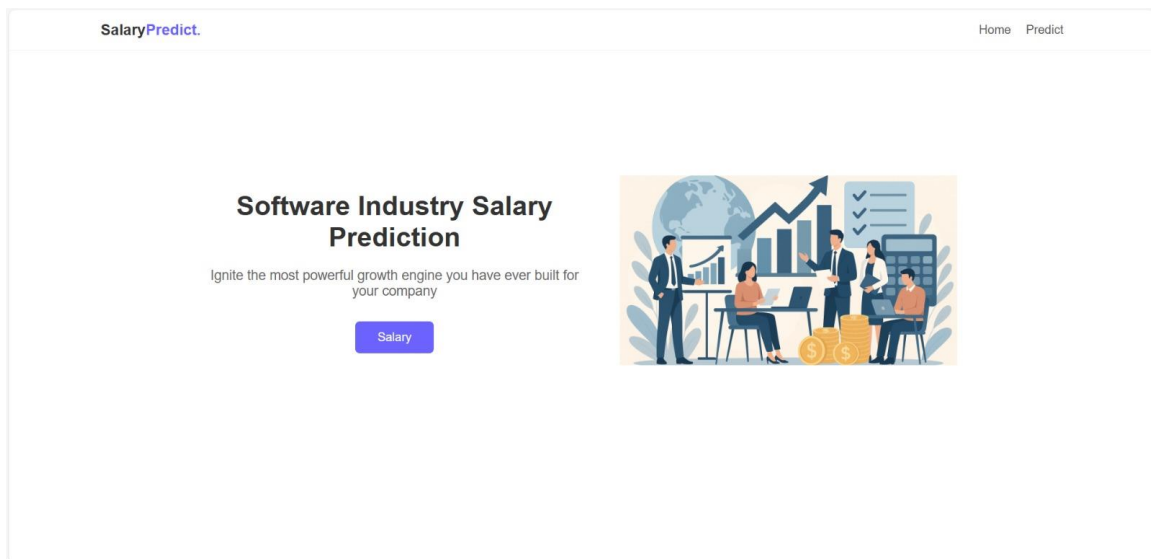 SalaryPredict.
Home Predict
Software Industry Salary
Prediction
Ignite the most powerful growth engine you have ever built for
your company
Salary
$
$